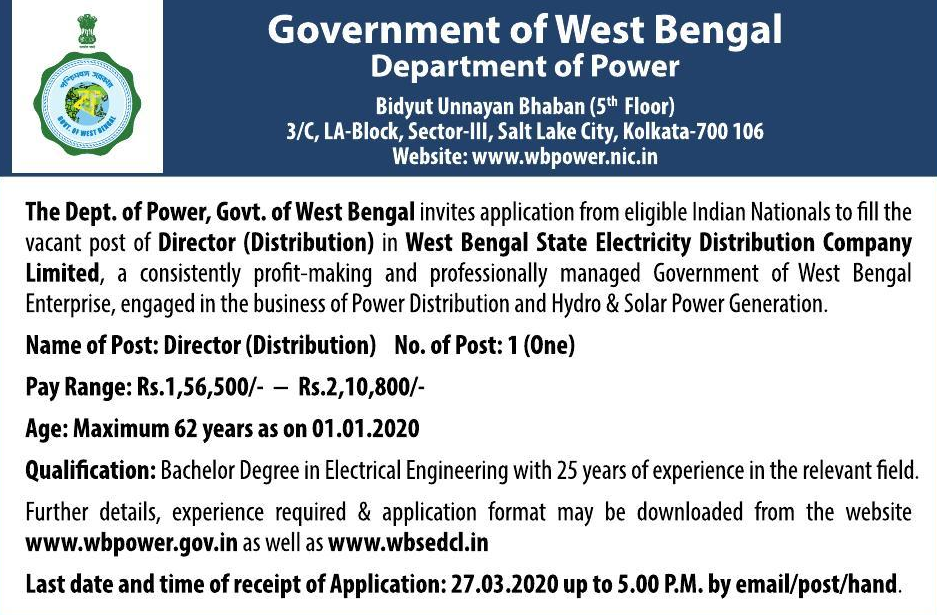 Government of West Bengal
Department of Power
Bidyut Unnayan Bhaban (5th Floor)
3/C, LA-Block, Sector-III, Salt Lake City, Kolkata-700 106
Website: www.wbpower.nic.in
পশ্চিমবঙ্গ সরকার
GOVT. OF WEST BENGAL
The Dept. of Power, Govt. of West Bengal invites application from eligible Indian Nationals to fill the
vacant post of Director (Distribution) in West Bengal State Electricity Distribution Company
Limited, a consistently profit-making and professionally managed Government of West Bengal
Enterprise, engaged in the business of Power Distribution and Hydro & Solar Power Generation.
Name of Post: Director (Distribution) No. of Post: 1 (One)
Pay Range: Rs.1,56,500/- – Rs.2,10,800/-
Age: Maximum 62 years as on 01.01.2020
Qualification: Bachelor Degree in Electrical Engineering with 25 years of experience in the relevant field.
Further details, experience required & application format may be downloaded from the website
www.wbpower.gov.in as well as www.wbsedcl.in
Last date and time of receipt of Application: 27.03.2020 up to 5.00 P.M. by email/post/hand.